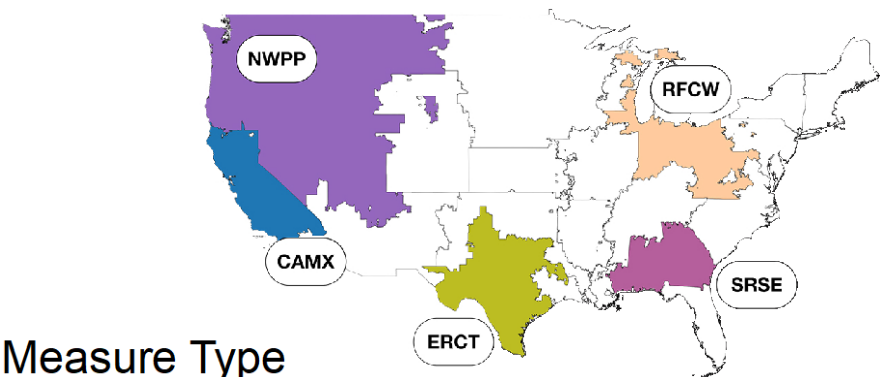 NWPP
RFCW
CAMX
SRSE
ERCT
Measure Type